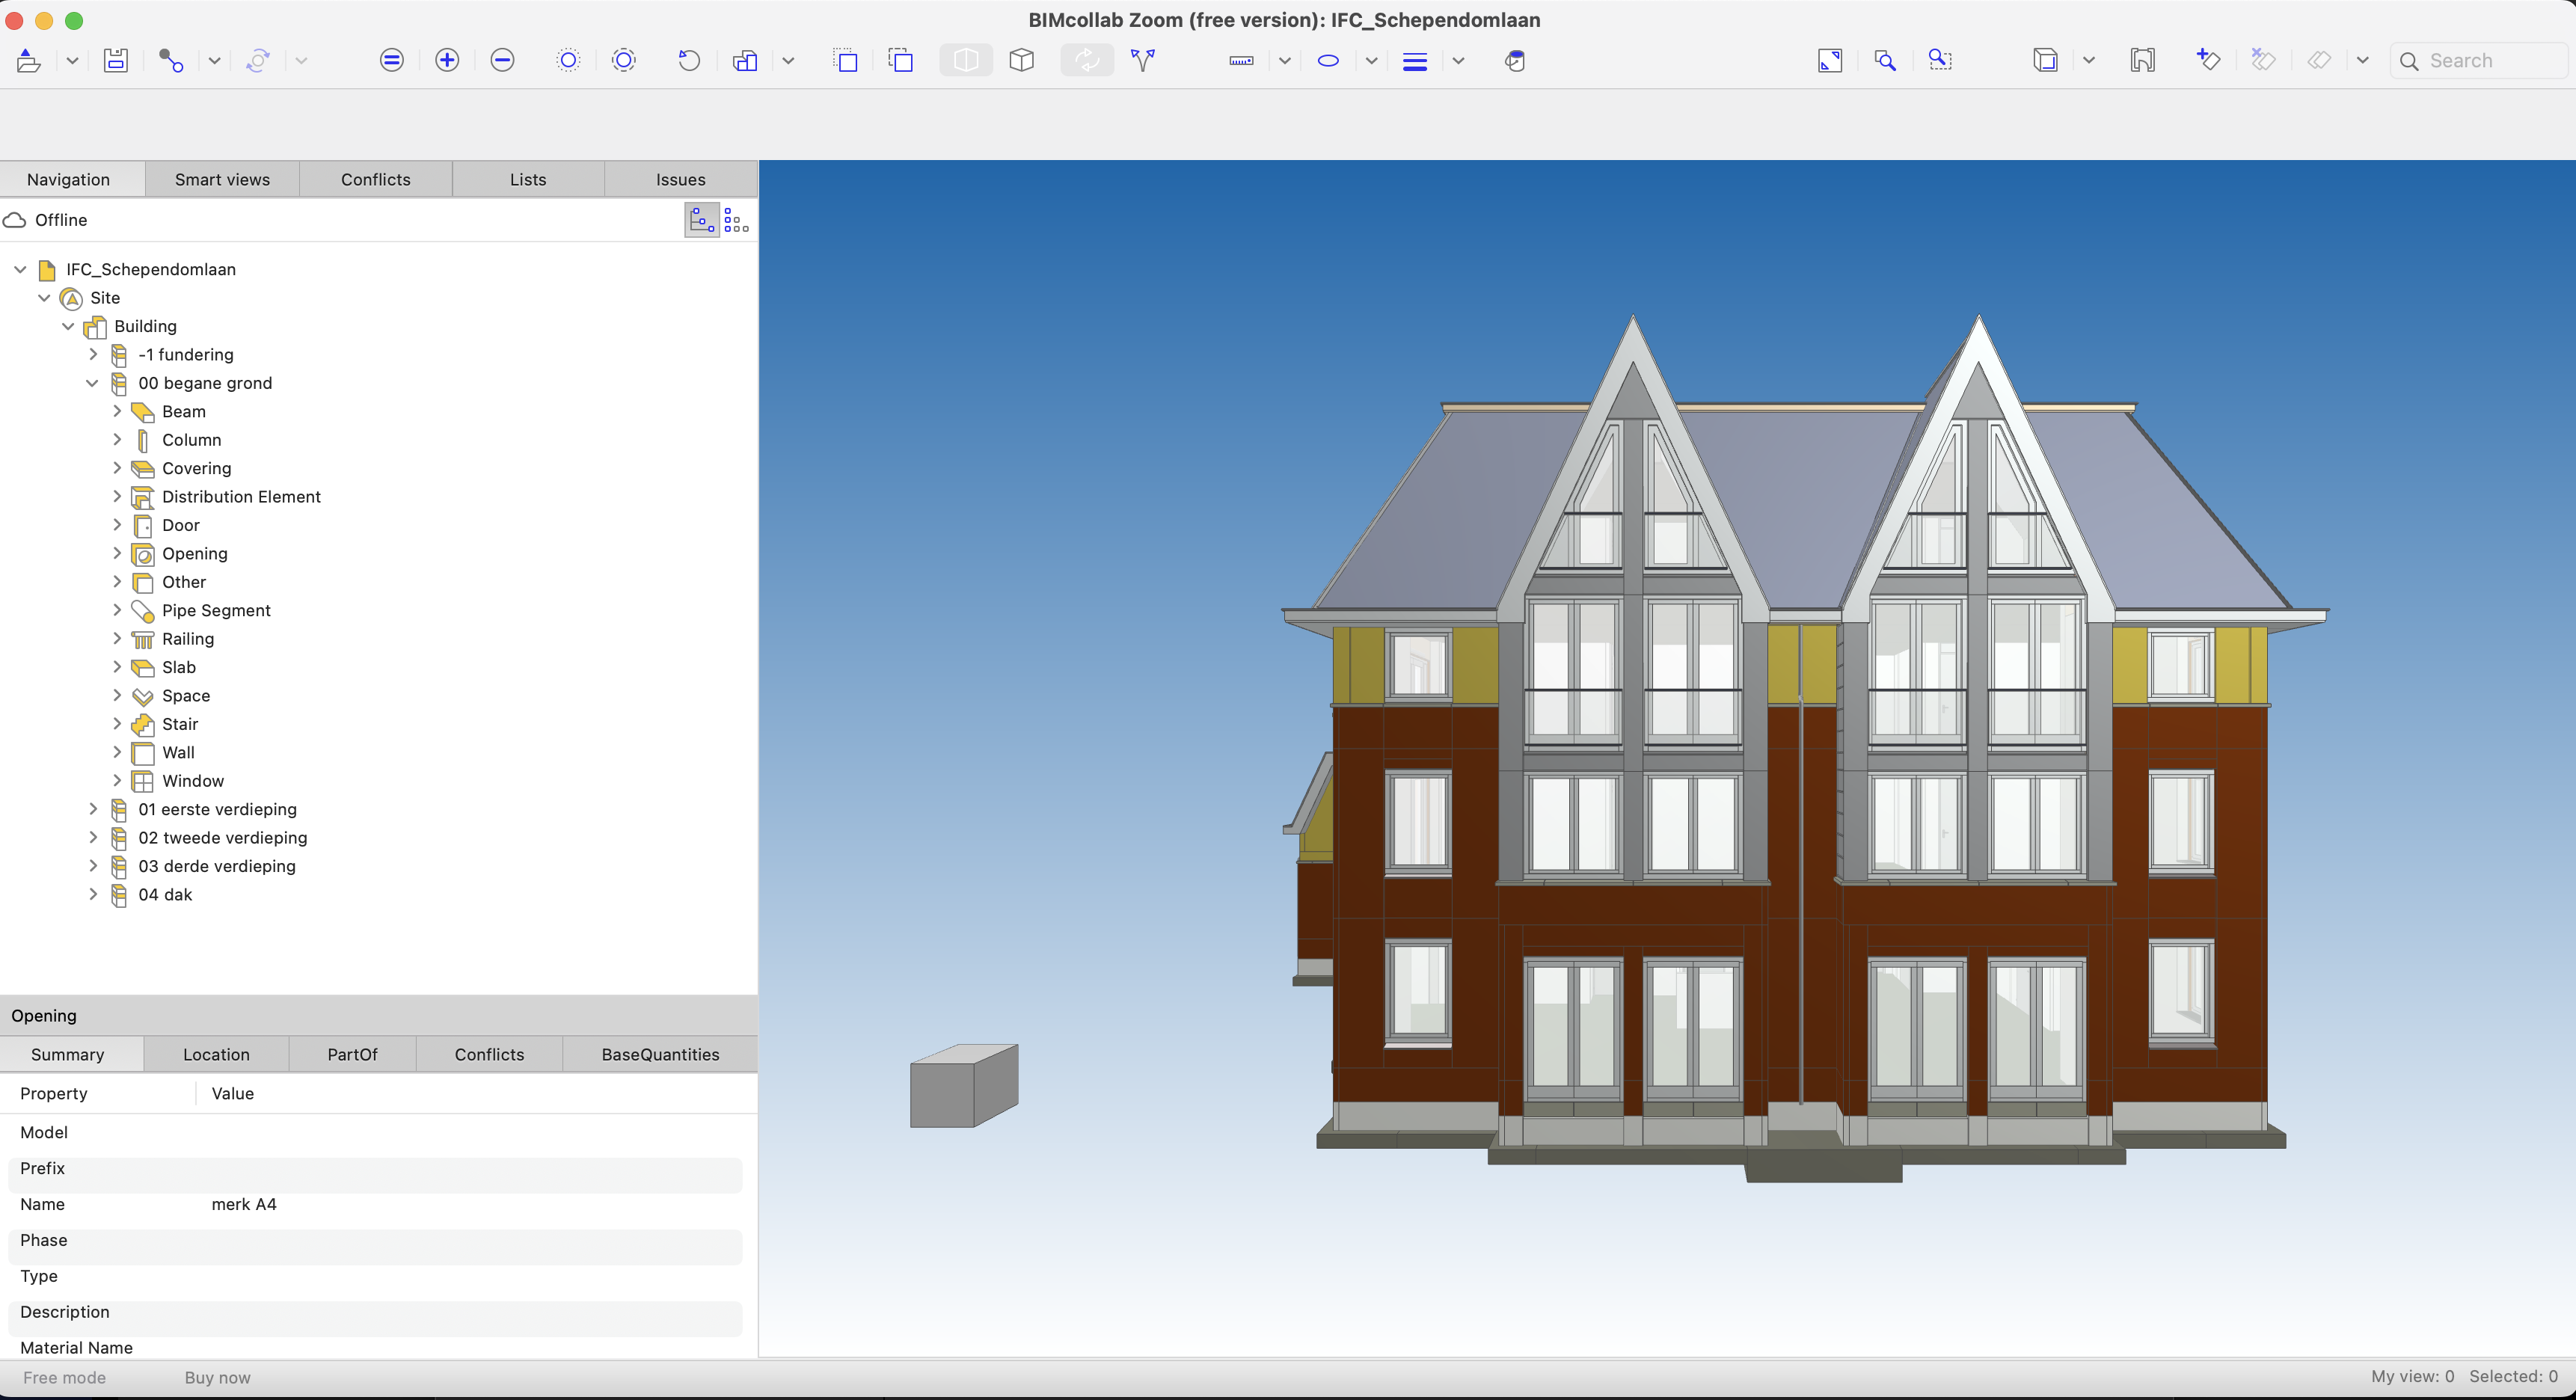 BIMcollab Zoom (free version): IFC_Schependomlaan
Search
Navigation Smart views Conflicts Lists Issues
Offline
IFC_Schependomlaan
Site
Building
-1 fundering
00 begane grond
Beam
Column
Covering
Distribution Element
Door
Opening
Other
Pipe Segment
Railing
Slab
Space
Stair
Wall
Window
01 eerste verdieping
02 tweede verdieping
03 derde verdieping
04 dak
Opening
Summary Location PartOf Conflicts BaseQuantities
Property Value
Model
Prefix
Name merk A4
Phase
Type
Description
Material Name
Free mode Buy now My view: 0 Selected: 0